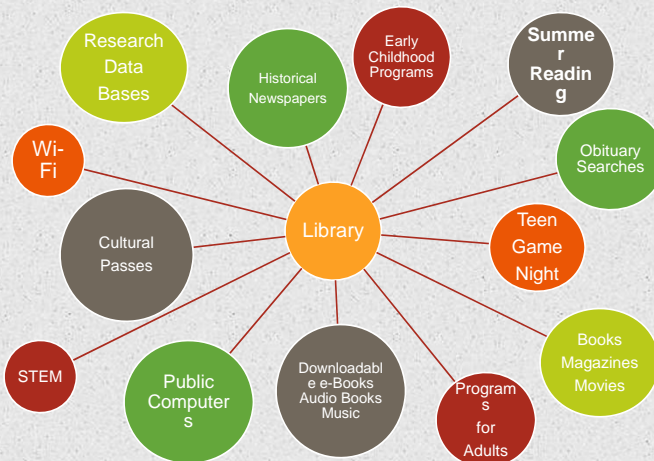 Research
Data
Bases
Historical
Newspapers
Early
Childhood
Programs
Summe
r
Readin
g
Wi-
Fi
Obituary
Searches
Cultural
Passes
Library
Teen
Game
Night
STEM
Public
Computer
s
Downloadabl
e e-Books
Audio Books
Music
Program
s
for
Adults
Books
Magazines
Movies